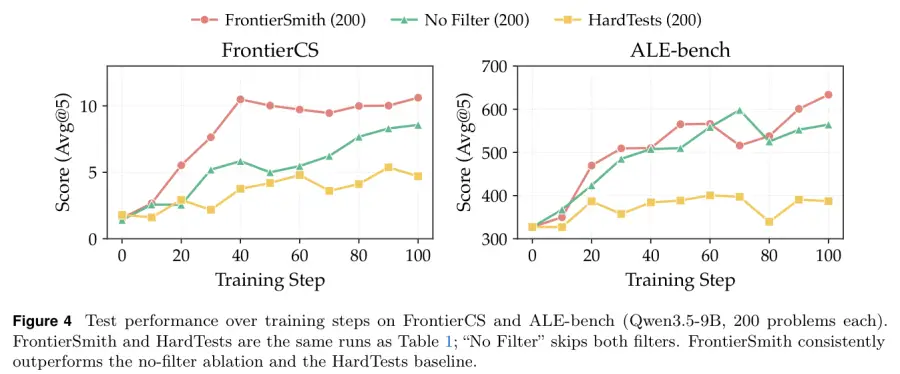 FrontierSmith (200) No Filter (200) HardTests (200)
FrontierCS
ALE-bench
Score (Avg@5)
10
5
0
0 20 40 60 80 100
Training Step
Score (Avg@5)
700
600
500
400
300
0 20 40 60 80 100
Training Step
Figure 4 Test performance over training steps on FrontierCS and ALE-bench (Qwen3.5-9B, 200 problems each).
FrontierSmith and HardTests are the same runs as Table 1; “No Filter” skips both filters. FrontierSmith consistently
outperforms the no-filter ablation and the HardTests baseline.